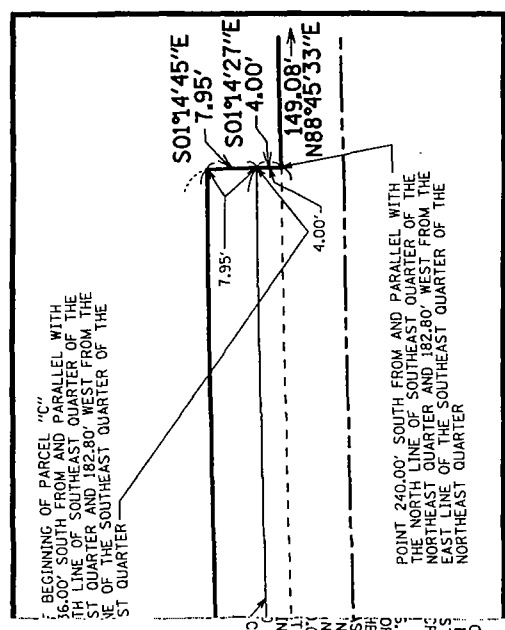 S01°14'45"E
7.95'
S01°14'27"E
4.00'
149.08'
N88°45'33"E
7.95'
4.00'
BEGINNING OF PARCEL "C"
36.00' SOUTH FROM AND PARALLEL WITH
TH LINE OF SOUTHEAST QUARTER OF THE
ST QUARTER AND 182.80' WEST FROM THE
NE OF THE SOUTHEAST QUARTER OF THE
ST QUARTER
POINT 240.00' SOUTH FROM AND PARALLEL WITH
THE NORTH LINE OF SOUTHEAST QUARTER OF THE
NORTHEAST QUARTER AND 182.80' WEST FROM THE
EAST LINE OF THE SOUTHEAST QUARTER OF THE
NORTHEAST QUARTER